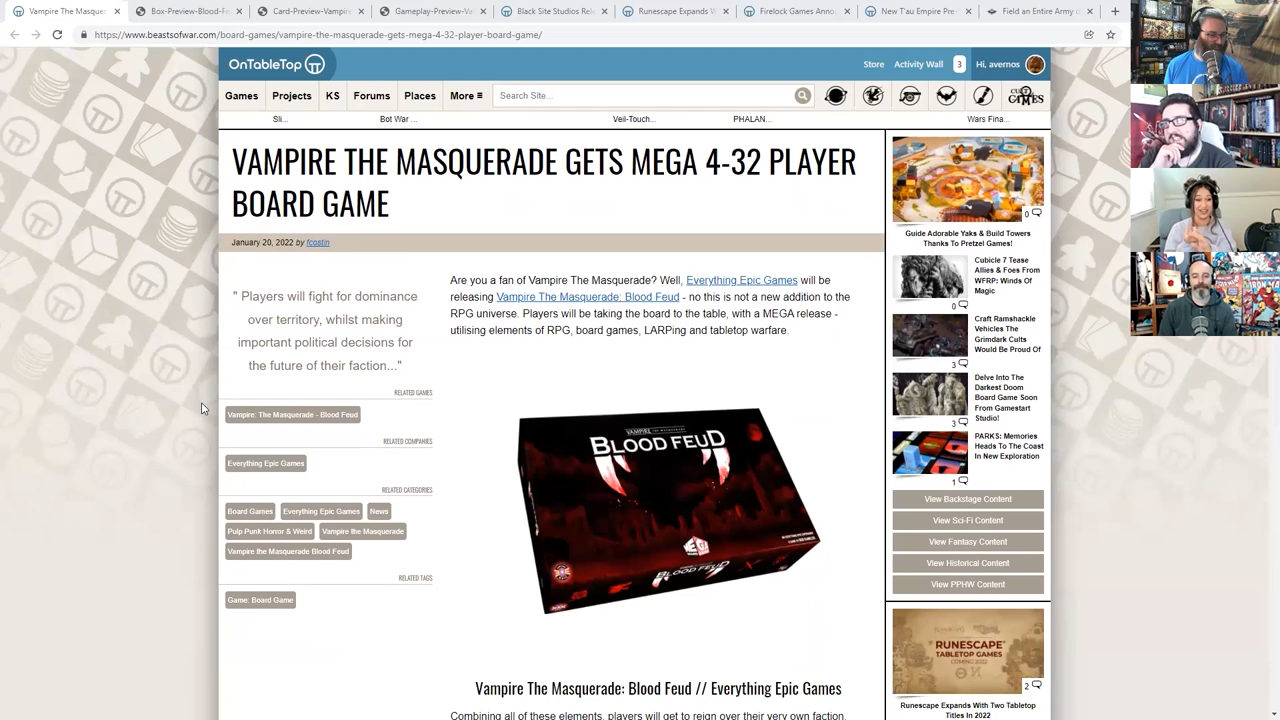 Vampire The Masquer
Box-Preview-Blood-F
Card-Preview-Vampire
Gameplay-Preview-Va
Black Site Studios Rele
Runescape Expands W
Firelock Games Anno
New T'au Empire Pre-
Field an Entire Army o
https://www.beastsofwar.com/board-games/vampire-the-masquerade-gets-mega-4-32-player-board-game/
OnTableTop
Store
Activity Wall
3
Hi, avernos
Games
Projects
KS
Forums
Places
More ≡
Search Site...
Sli...
Bot War ...
Veil-Touch...
PHALAN...
Wars Fina...
VAMPIRE THE MASQUERADE GETS MEGA 4-32 PLAYER
BOARD GAME
January 20, 2022 by fcostin
" Players will fight for dominance
over territory, whilst making
important political decisions for
the future of their faction..."
RELATED GAMES
Vampire: The Masquerade - Blood Feud
RELATED COMPANIES
Everything Epic Games
RELATED CATEGORIES
Board Games
Everything Epic Games
News
Pulp Punk Horror & Weird
Vampire the Masquerade
Vampire the Masquerade Blood Feud
RELATED TAGS
Game: Board Game
Are you a fan of Vampire The Masquerade? Well, Everything Epic Games will be
releasing Vampire The Masquerade: Blood Feud - no this is not a new addition to the
RPG universe. Players will be taking the board to the table, with a MEGA release -
utilising elements of RPG, board games, LARPing and tabletop warfare.
VAMPIRE THE MASQUERADE
BLOOD FEUD
BLOOD FEUD
Vampire The Masquerade: Blood Feud // Everything Epic Games
Combining all of these elements, players will get to reign over their very own faction,
0
Guide Adorable Yaks & Build Towers
Thanks To Pretzel Games!
Cubicle 7 Tease
Allies & Foes From
WFRP: Winds Of
Magic
0
Craft Ramshackle
Vehicles The
Grimdark Cults
Would Be Proud Of
3
Delve Into The
Darkest Doom
Board Game Soon
From Gamestart
Studio!
3
PARKS: Memories
Heads To The Coast
In New Exploration
1
View Backstage Content
View Sci-Fi Content
View Fantasy Content
View Historical Content
View PPHW Content
RUNESCAPE
TABLETOP GAMES
COMING 2022
2
Runescape Expands With Two Tabletop
Titles In 2022